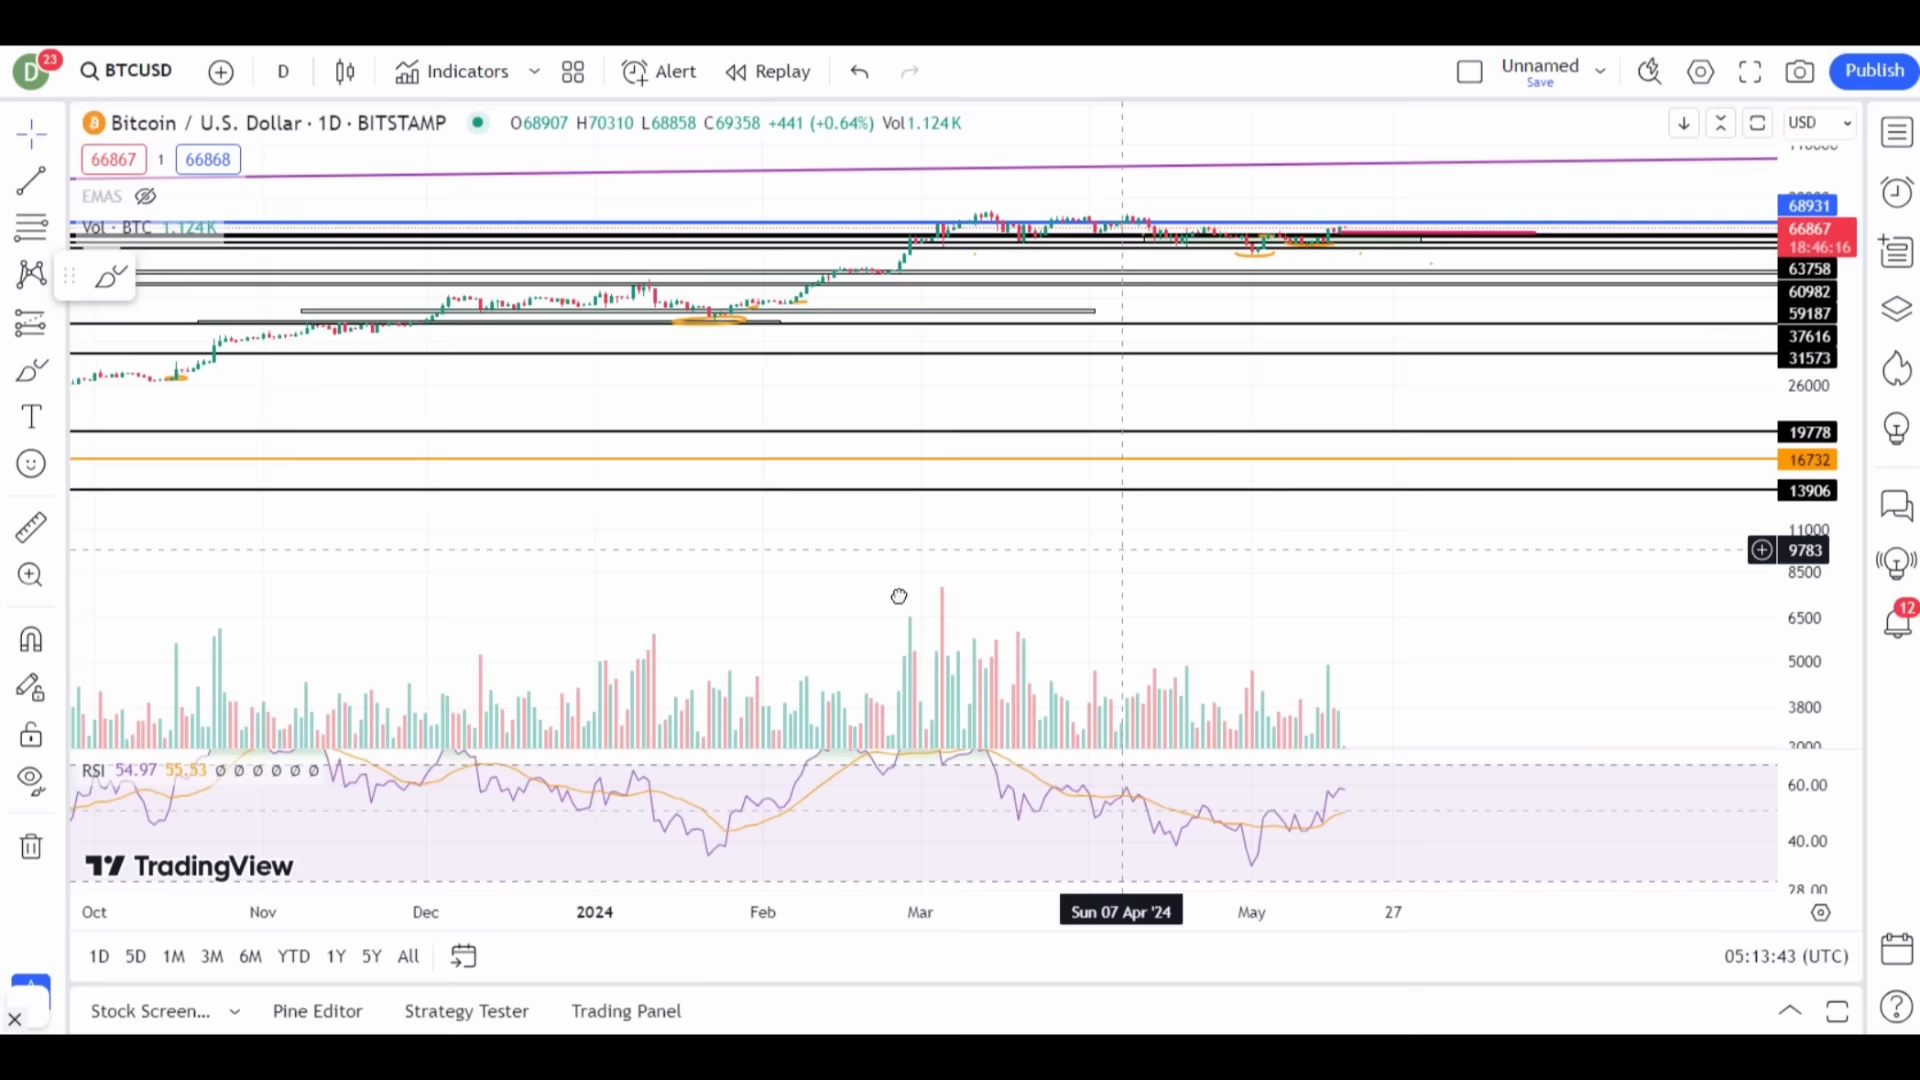 D 23 BTCUSD D Indicators Alert Replay Unnamed Save Publish
Bitcoin / U.S. Dollar · 1D · BITSTAMP O68907 H70310 L68858 C69358 +441 (+0.64%) Vol1.124K USD
66867 1 66868
EMAS
Vol · BTC 1.124K
68931
66867
18:46:16
63758
60982
59187
37616
31573
26000
19778
16732
13906
11000
9783
8500
12
6500
5000
3800
RSI 54.97 55.53 Ø Ø Ø Ø Ø Ø
60.00
40.00
28.00
TradingView
Oct Nov Dec 2024 Feb Mar Sun 07 Apr '24 May 27
1D 5D 1M 3M 6M YTD 1Y 5Y All 05:13:43 (UTC)
Stock Screen... Pine Editor Strategy Tester Trading Panel